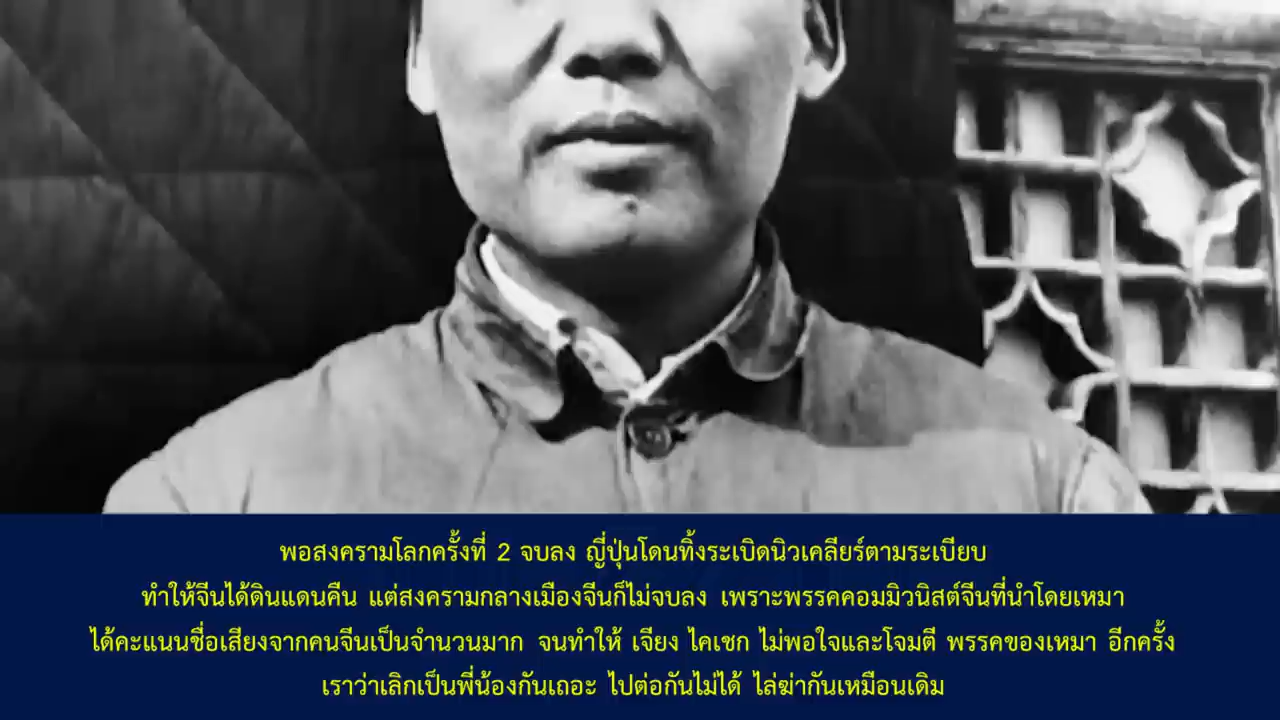 พอสงครามโลกครั้งที่ 2 จบลง ญี่ปุ่นโดนทิ้งระเบิดนิวเคลียร์ตามระเบียบ
ทำให้จีนได้ดินแดนคืน แต่สงครามกลางเมืองจีนก็ไม่จบลง เพราะพรรคคอมมิวนิสต์จีนที่นำโดยเหมา
ได้คะแนนชื่อเสียงจากคนจีนเป็นจำนวนมาก จนทำให้ เจียง ไคเชก ไม่พอใจและโจมตี พรรคของเหมา อีกครั้ง
เราว่าเลิกเป็นพี่น้องกันเถอะ ไปต่อกันไม่ได้ ไล่ฆ่ากันเหมือนเดิม